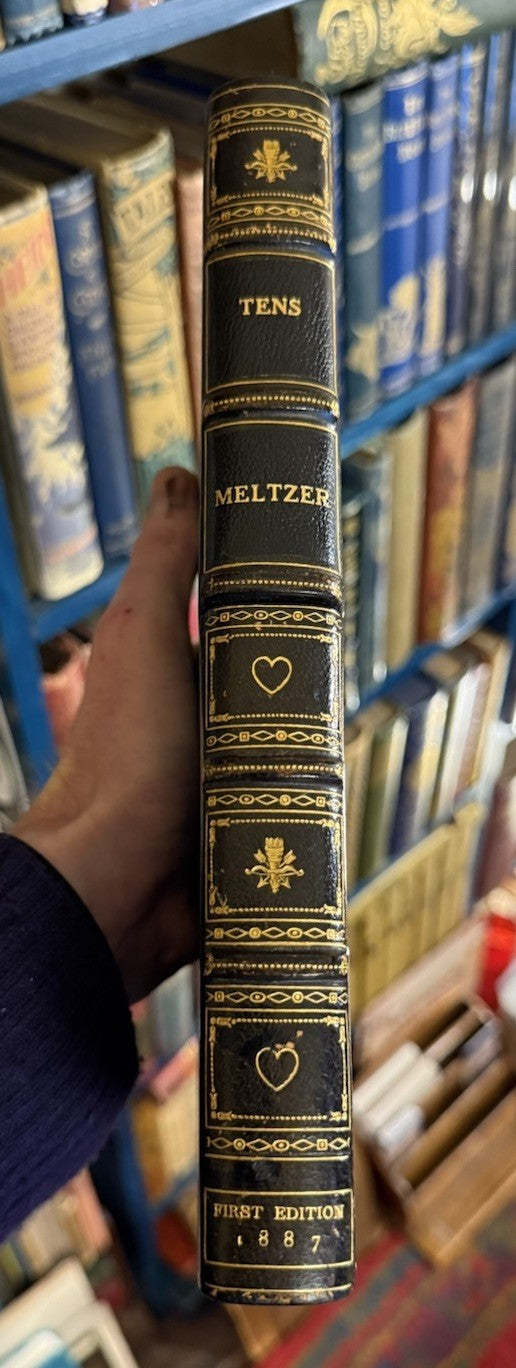 TENS
MELTZER
FIRST EDITION
1887